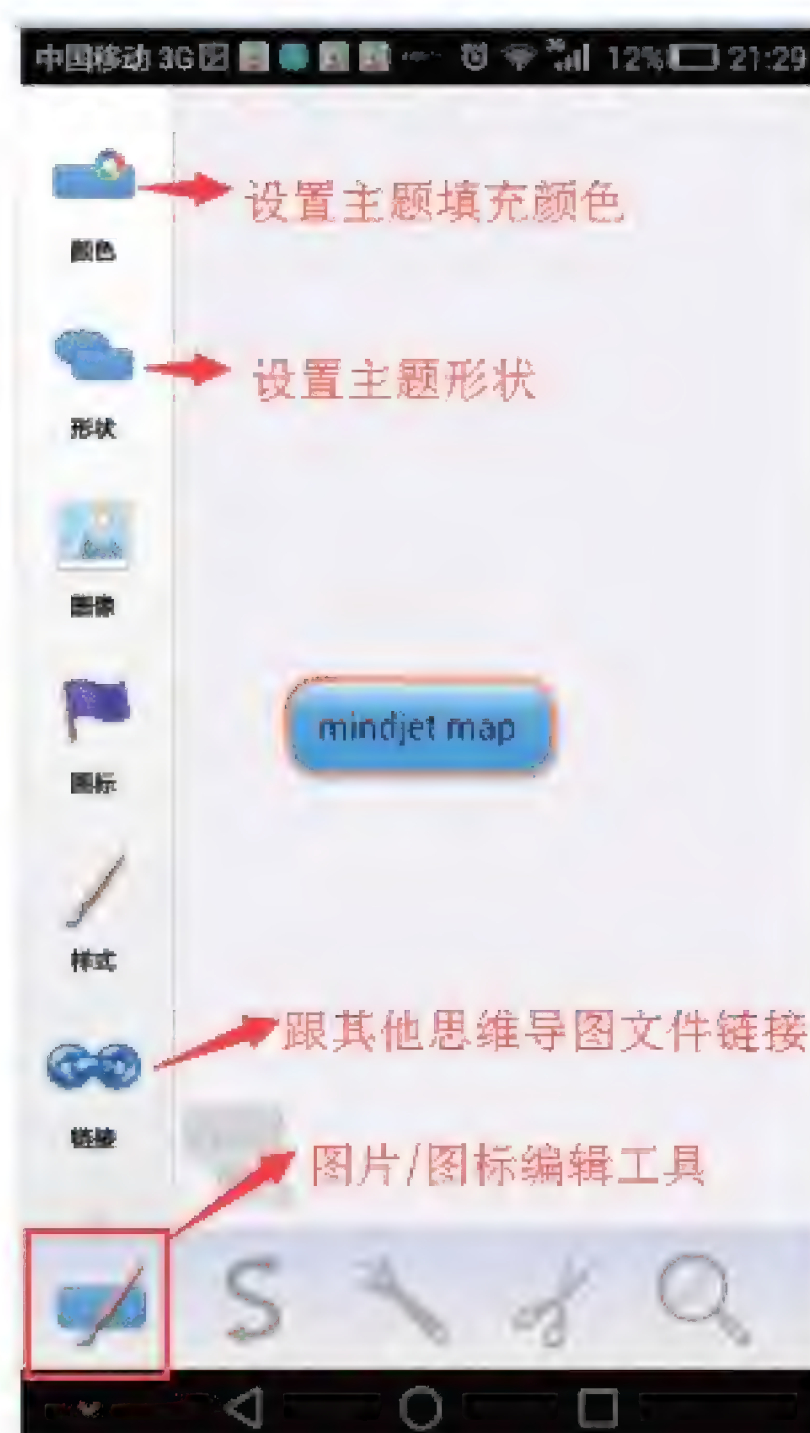 中国移动 3G 12% 21:29
设置主题填充颜色
颜色
设置主题形状
形状
图像
mindjet map
图标
样式
跟其他思维导图文件链接
链接
图片/图标编辑工具